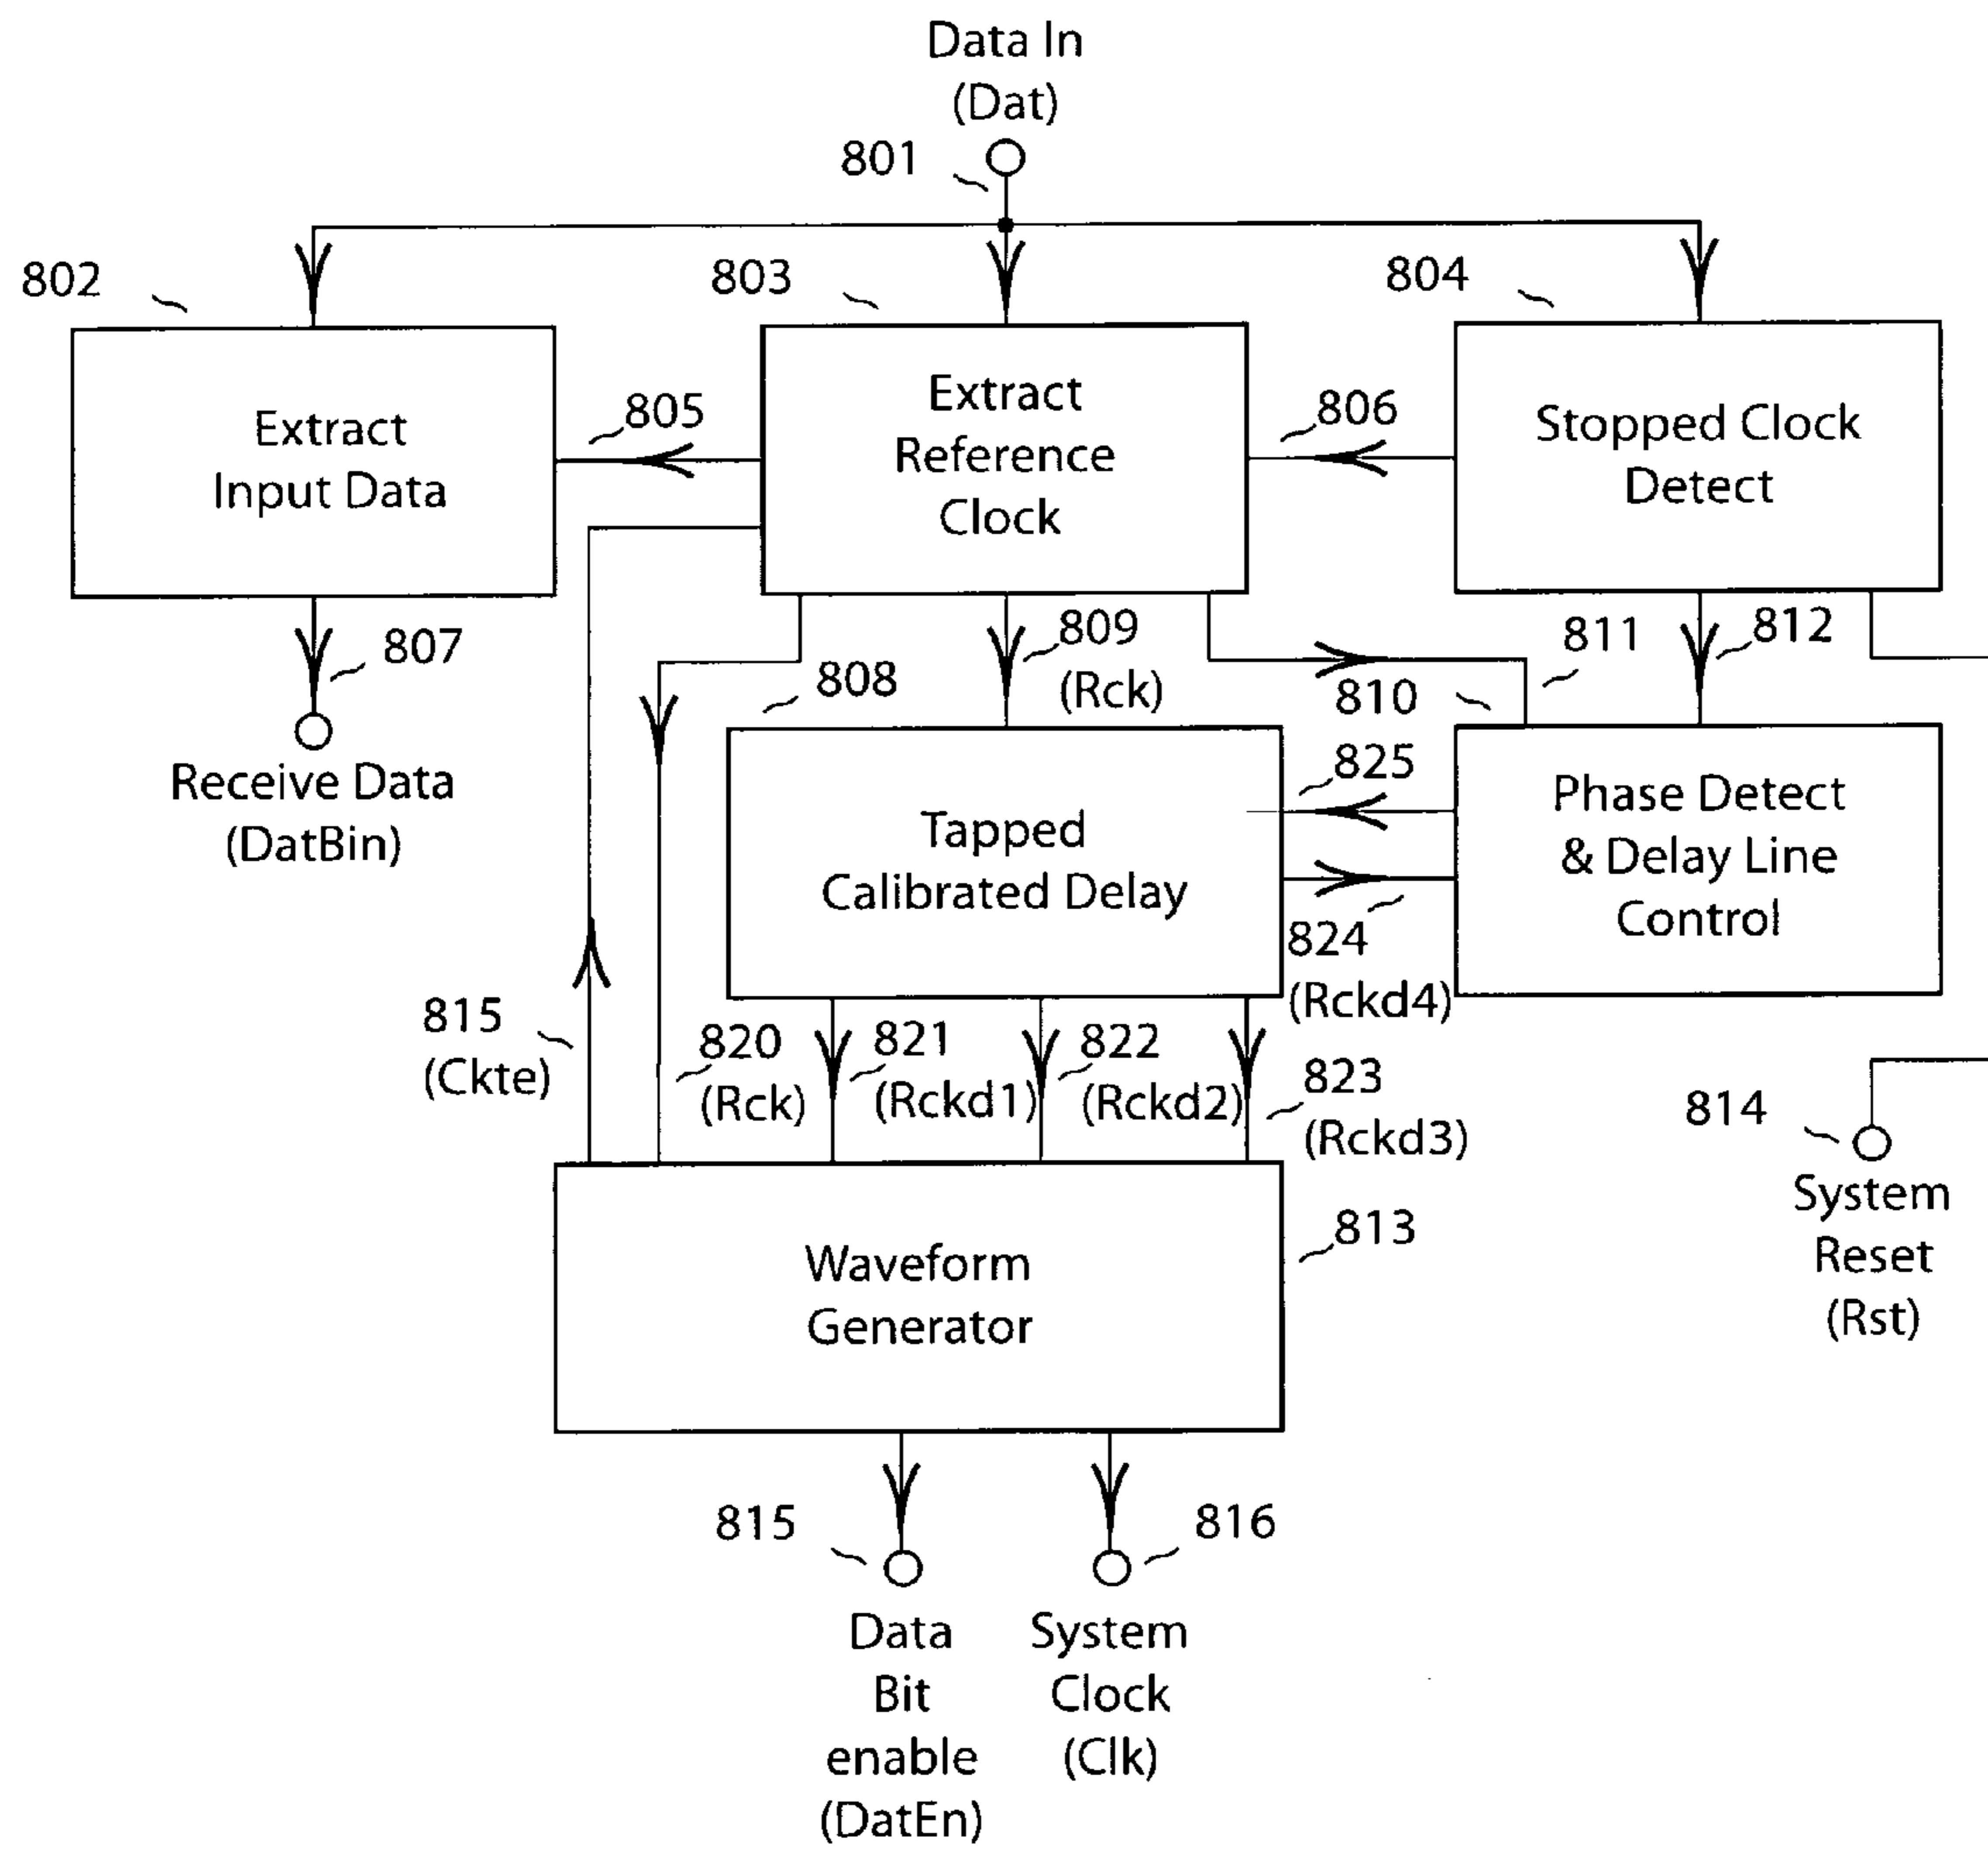 Data In
(Dat)
801
802
803
804
Extract
Input Data
805
Extract
Reference
Clock
806
Stopped Clock
Detect
807
Receive Data
(DatBin)
808
809
(Rck)
810
811
812
Tapped
Calibrated Delay
825
824
(Rckd4)
Phase Detect
& Delay Line
Control
815
(Ckte)
820
(Rck)
821
(Rckd1)
822
(Rckd2)
823
(Rckd3)
814
System
Reset
(Rst)
Waveform
Generator
813
815
816
Data
Bit
enable
(DatEn)
System
Clock
(Clk)